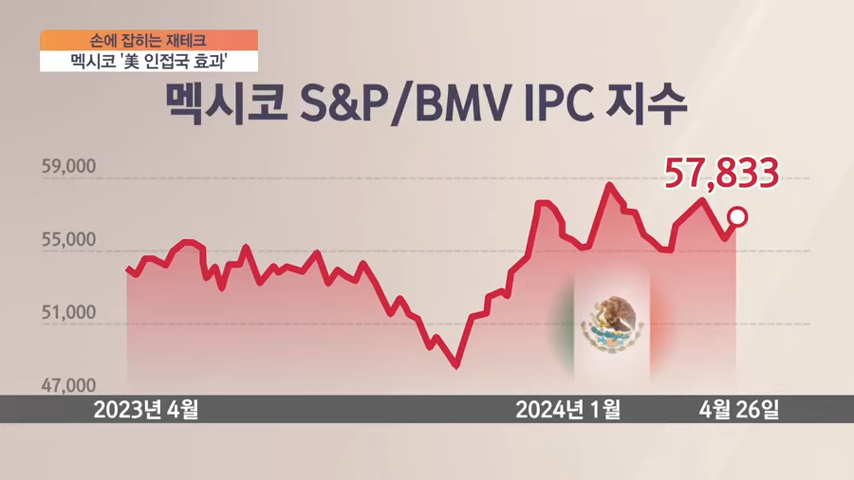 손에 잡히는 재테크
멕시코 '美 인접국 효과'
멕시코 S&P/BMV IPC 지수
59,000
57,833
55,000
51,000
47,000
2023년 4월 2024년 1월 4월 26일